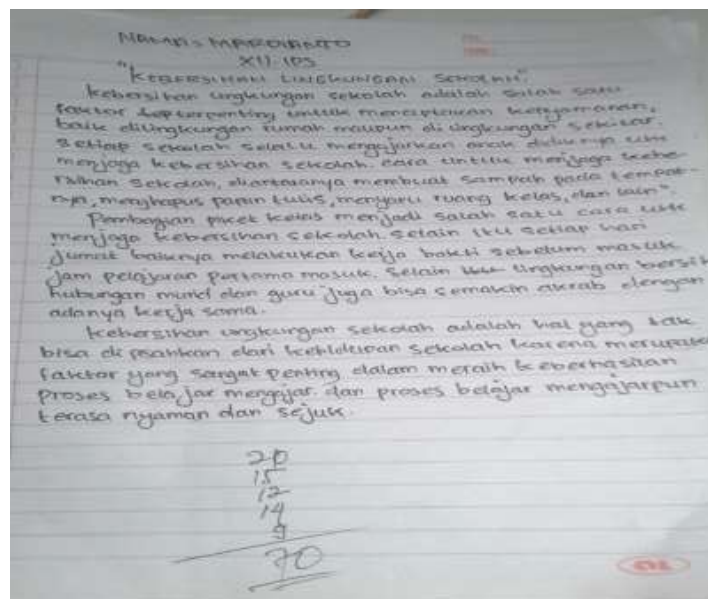 NAMA : MARDIANTO
XII IPS
"KEBERSIHAN LINGKUNGAN SEKOLAH".
Kebersihan lingkungan sekolah adalah salah satu
faktor terpenting untuk menciptakan kenyamanan,
baik dilingkungan rumah maupun di lingkungan sekitar.
Setiap sekolah selalu mengajarkan anak didiknya utk
menjaga kebersihan sekolah. cara untuk menjaga kebe-
rsihan sekolah, diantaranya membuat sampah pada tempat-
nya, menghapus papan tulis, menyapu ruang kelas, dan lain".
Pembagian piket kelas menjadi salah satu cara utk
menjaga kebersihan sekolah. selain itu setiap hari
Jumat baiknya melakukan kerja bakti sebelum masuk
jam pelajaran pertama masuk. Selain lingkungan bersih
hubungan murid dan guru juga bisa semakin akrab dengan
adanya kerja sama.
Kebersihan lingkungan sekolah adalah hal yang tak
bisa di pisahkan dari kehidupan sekolah karena merupakan
faktor yang sangat penting dalam meraih keberhasilan
proses belajar mengajar. dan proses belajar mengajarpun
terasa nyaman dan sejuk.
20
15
12
14
9
70